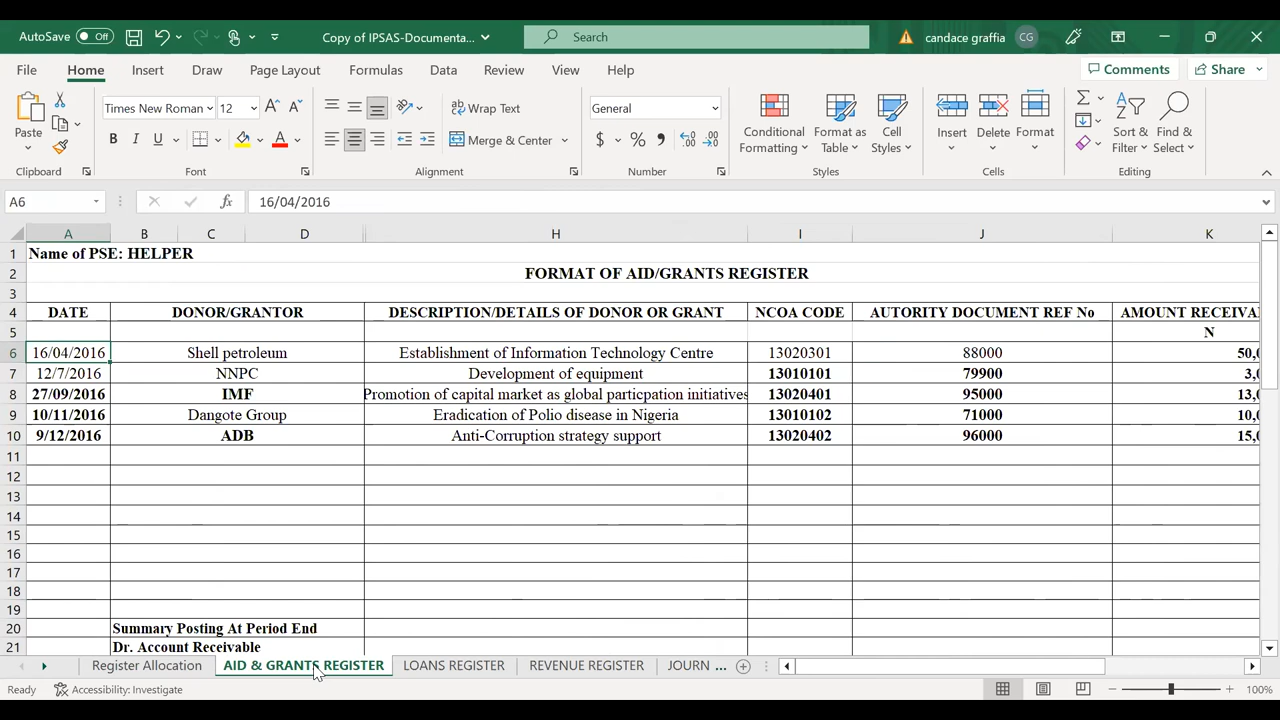 AutoSave Off Copy of IPSAS-Documenta... Search candace graffia CG
File Home Insert Draw Page Layout Formulas Data Review View Help Comments Share
Paste Times New Roman 12 Wrap Text General Conditional Formatting Format as Table Cell Styles Insert Delete Format Sort & Filter Find & Select
B I U Merge & Center $ % 9
Clipboard Font Alignment Number Styles Cells Editing
A6 fx 16/04/2016
A B C D H I J K
1 Name of PSE: HELPER
2 FORMAT OF AID/GRANTS REGISTER
3
4 DATE DONOR/GRANTOR DESCRIPTION/DETAILS OF DONOR OR GRANT NCOA CODE AUTORITY DOCUMENT REF No AMOUNT RECEIVA
5 N
6 16/04/2016 Shell petroleum Establishment of Information Technology Centre 13020301 88000 50,0
7 12/7/2016 NNPC Development of equipment 13010101 79900 3,0
8 27/09/2016 IMF Promotion of capital market as global particpation initiatives 13020401 95000 13,0
9 10/11/2016 Dangote Group Eradication of Polio disease in Nigeria 13010102 71000 10,0
10 9/12/2016 ADB Anti-Corruption strategy support 13020402 96000 15,0
11
12
13
14
15
16
17
18
19
20 Summary Posting At Period End
21 Dr. Account Receivable
Register Allocation AID & GRANTS REGISTER LOANS REGISTER REVENUE REGISTER JOURN ...
Ready Accessibility: Investigate 100%